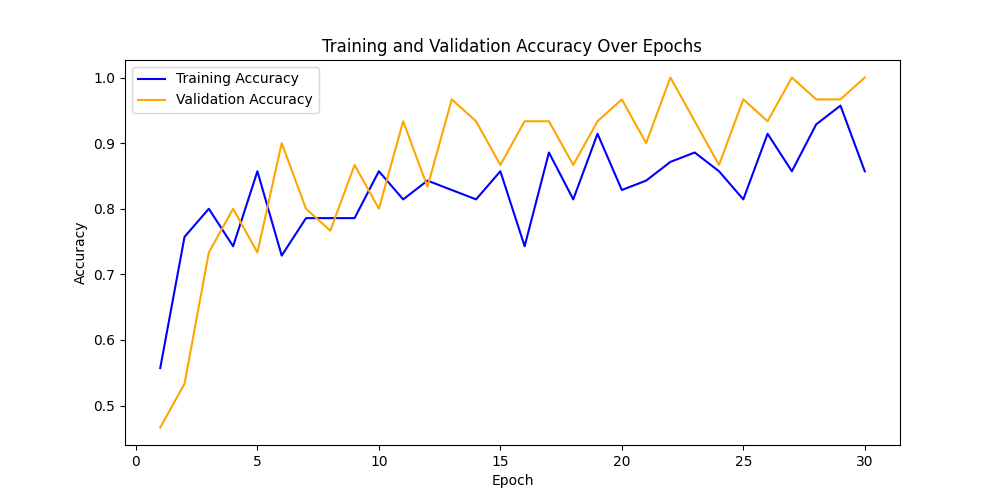 Training and Validation Accuracy Over Epochs
Training Accuracy
Validation Accuracy
1.0
0.9
0.8
0.7
0.6
0.5
Accuracy
0 5 10 15 20 25 30
Epoch